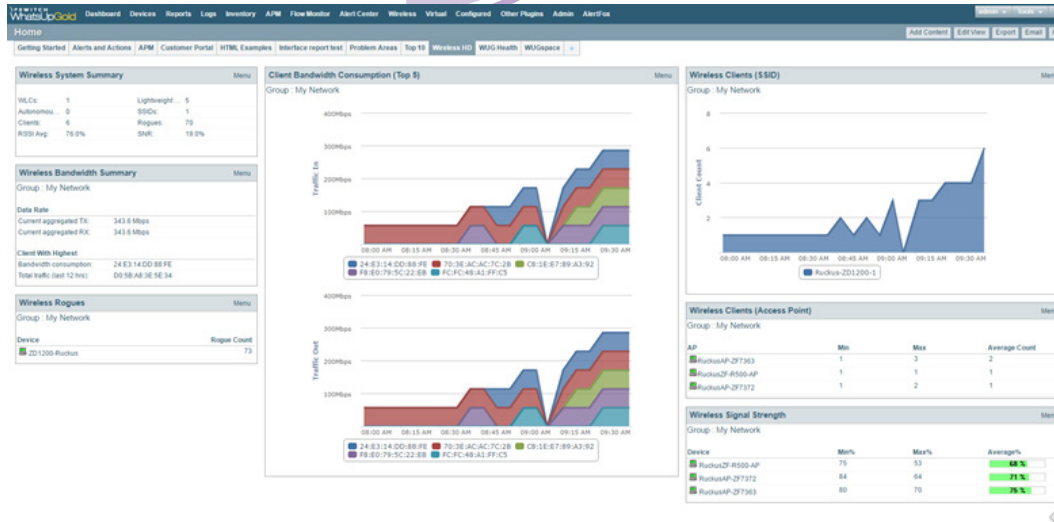 IPSWITCH
WhatsUpGold Dashboard Devices Reports Logs Inventory APM Flow Monitor Alert Center Wireless Virtual Configured Other Plugins Admin AlertFox
admin Tools
Home
Add Content Edit View Export Email
Getting Started Alerts and Actions APM Customer Portal HTML Examples Interface report test Problem Areas Top 10 Wireless HD WUG Health WUGspace +
Wireless System Summary Menu
WLCs: 1 Lightweight ... 5
Autonomou... 0 SSIDs: 1
Clients: 6 Rogues: 70
RSSI Avg: 76.0% SNR: 19.0%
Wireless Bandwidth Summary Menu
Group : My Network
Data Rate
Current aggregated TX: 343.6 Mbps
Current aggregated RX: 343.6 Mbps
Client With Highest
Bandwidth consumption: 24:E3:14:DD:88:FE
Total traffic (last 12 hrs): D0:5B:A8:3E:5E:34
Wireless Rogues Menu
Group : My Network
Device Rogue Count
ZD1200-Ruckus 73
Client Bandwidth Consumption (Top 5) Menu
Group : My Network
400Mbps
300Mbps
200Mbps
100Mbps
Traffic In
08:00 AM 08:15 AM 08:30 AM 08:45 AM 09:00 AM 09:15 AM 09:30 AM
24:E3:14:DD:88:FE 70:3E:AC:AC:7C:2B C8:1E:E7:89:A3:92
F8:E0:79:5C:22:EB FC:FC:48:A1:FF:C5
400Mbps
300Mbps
200Mbps
100Mbps
Traffic Out
08:00 AM 08:15 AM 08:30 AM 08:45 AM 09:00 AM 09:15 AM 09:30 AM
24:E3:14:DD:88:FE 70:3E:AC:AC:7C:2B C8:1E:E7:89:A3:92
F8:E0:79:5C:22:EB FC:FC:48:A1:FF:C5
Wireless Clients (SSID) Men
Group : My Network
8
6
4
2
Client Count
08:00 AM 08:15 AM 08:30 AM 08:45 AM 09:00 AM 09:15 AM 09:30 AM
Ruckus-ZD1200-1
Wireless Clients (Access Point) Men
Group : My Network
AP Min Max Average Count
RuckusAP-ZF7363 1 3 2
RuckusZF-R500-AP 1 1 1
RuckusAP-ZF7372 1 2 1
Wireless Signal Strength Men
Group : My Network
Device Min% Max% Average%
RuckusZF-R500-AP 75 53 68 %
RuckusAP-ZF7372 84 64 71 %
RuckusAP-ZF7363 80 70 75 %